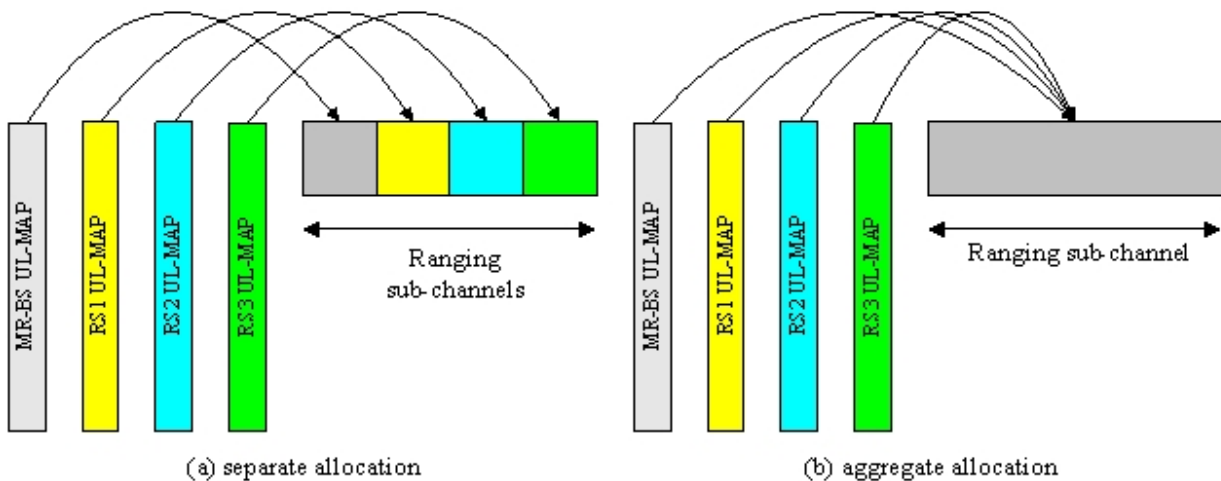 MR-BS UL-MAP
RS1 UL-MAP
RS2 UL-MAP
RS3 UL-MAP
Ranging
sub-channels
(a) separate allocation
MR-BS UL-MAP
RS1 UL-MAP
RS2 UL-MAP
RS3 UL-MAP
Ranging sub-channel
(b) aggregate allocation